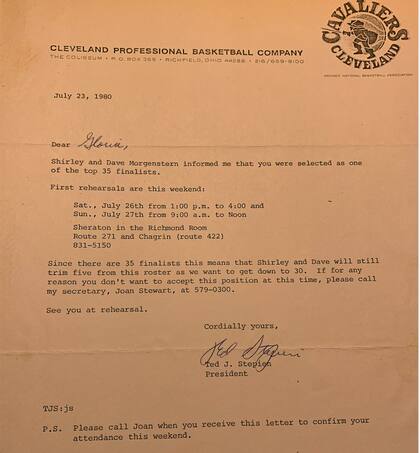 CAVALIERS
CLEVELAND
CLEVELAND PROFESSIONAL BASKETBALL COMPANY
THE COLISEUM • P.O. BOX 355 • RICHFIELD, OHIO 44286 • 216/659-9100
MEMBER NATIONAL BASKETBALL ASSOCIATION
July 23, 1980
Dear Gloria,
Shirley and Dave Morgenstern informed me that you were selected as one
of the top 35 finalists.
First rehearsals are this weekend:
Sat., July 26th from 1:00 p.m. to 4:00 and
Sun., July 27th from 9:00 a.m. to Noon
Sheraton in the Richmond Room
Route 271 and Chagrin (route 422)
831-5150
Since there are 35 finalists this means that Shirley and Dave will still
trim five from this roster as we want to get down to 30. If for any
reason you don't want to accept this position at this time, please call
my secretary, Joan Stewart, at 579-0300.
See you at rehearsal.
Cordially yours,
Ted Stepien
Ted J. Stepien
President
TJS:js
P.S. Please call Joan when you receive this letter to confirm your
attendance this weekend.